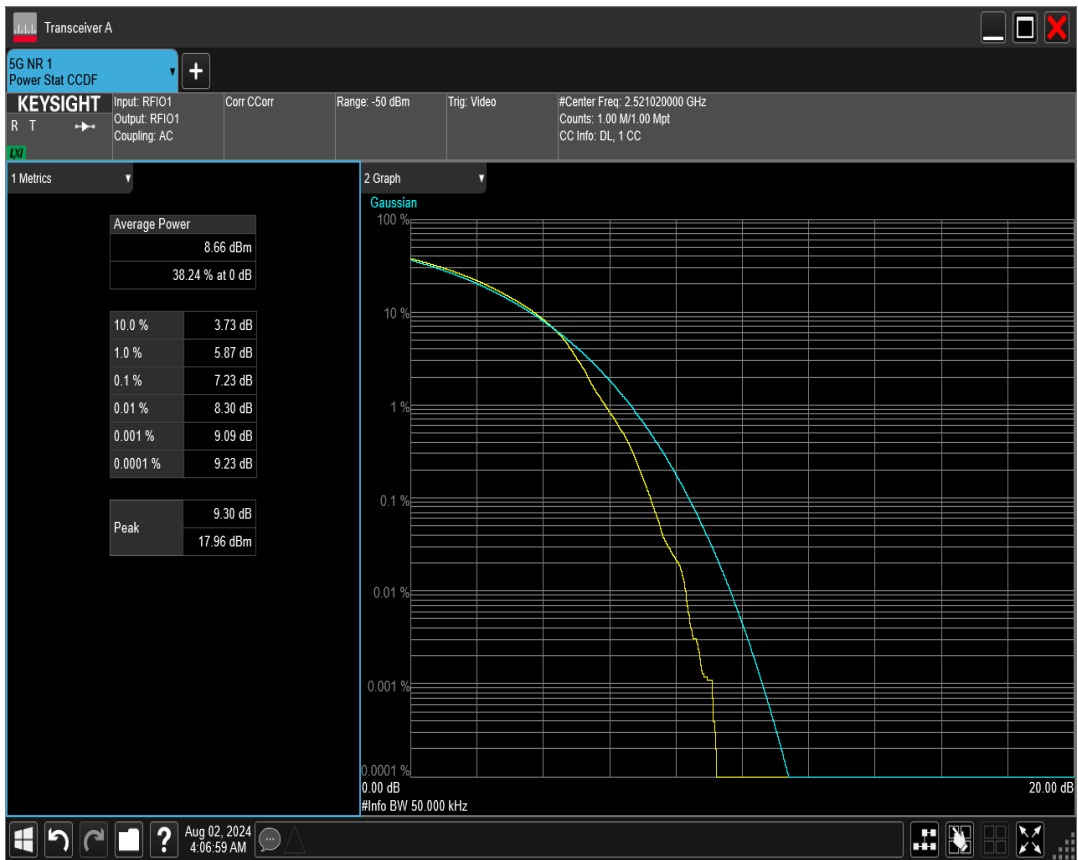 Transceiver A
5G NR 1
Power Stat CCDF
KEYSIGHT
R T
LXI
Input: RFIO1
Output: RFIO1
Coupling: AC
Corr CCorr
Range: -50 dBm
Trig: Video
#Center Freq: 2.521020000 GHz
Counts: 1.00 M/1.00 Mpt
CC Info: DL, 1 CC
1 Metrics
Average Power
8.66 dBm
38.24 % at 0 dB
10.0 % 3.73 dB
1.0 % 5.87 dB
0.1 % 7.23 dB
0.01 % 8.30 dB
0.001 % 9.09 dB
0.0001 % 9.23 dB
Peak
9.30 dB
17.96 dBm
2 Graph
Gaussian
100 %
10 %
1 %
0.1 %
0.01 %
0.001 %
0.0001 %
0.00 dB
20.00 dB
#Info BW 50.000 kHz
?
Aug 02, 2024
4:06:59 AM